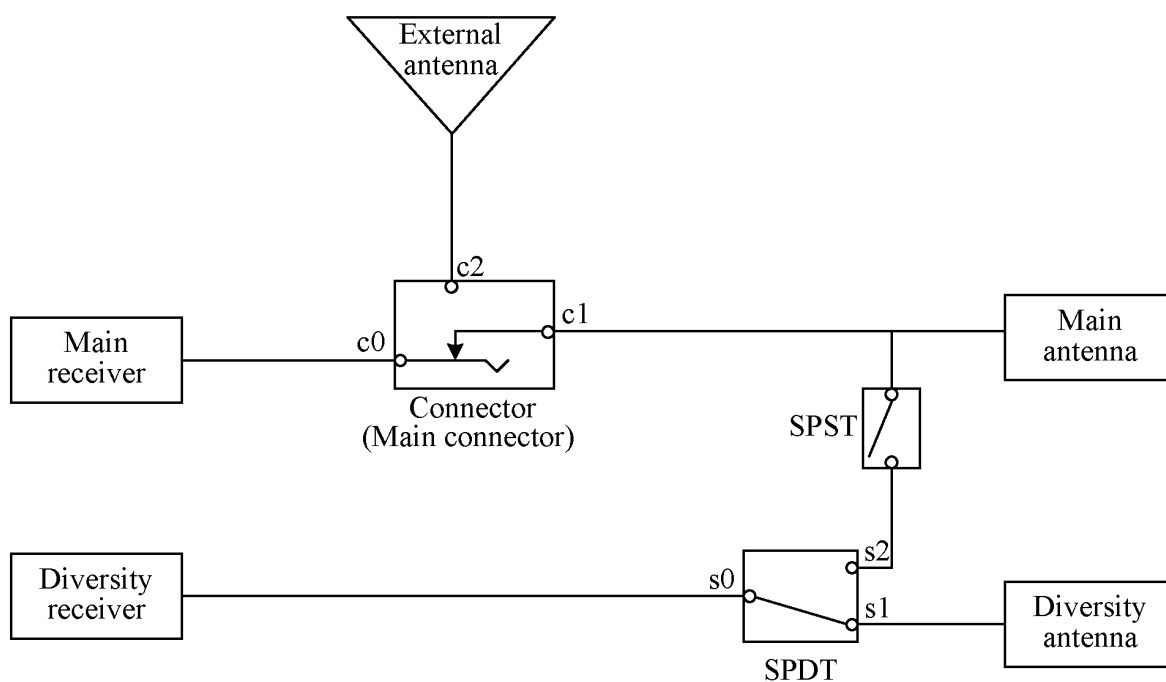 External
antenna
c2
c1
c0
Main
receiver
Main
antenna
Connector
(Main connector)
SPST
s2
s0
s1
Diversity
receiver
Diversity
antenna
SPDT